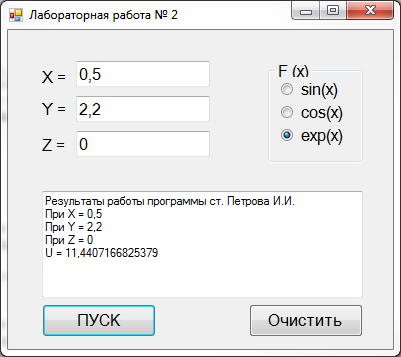 Лабораторная работа № 2
X = 0,5
Y = 2,2
Z = 0
F (x)
sin(x)
cos(x)
exp(x)
Результаты работы программы ст. Петрова И.И.
При X = 0,5
При Y = 2,2
При Z = 0
U = 11,4407166825379
ПУСК
Очистить